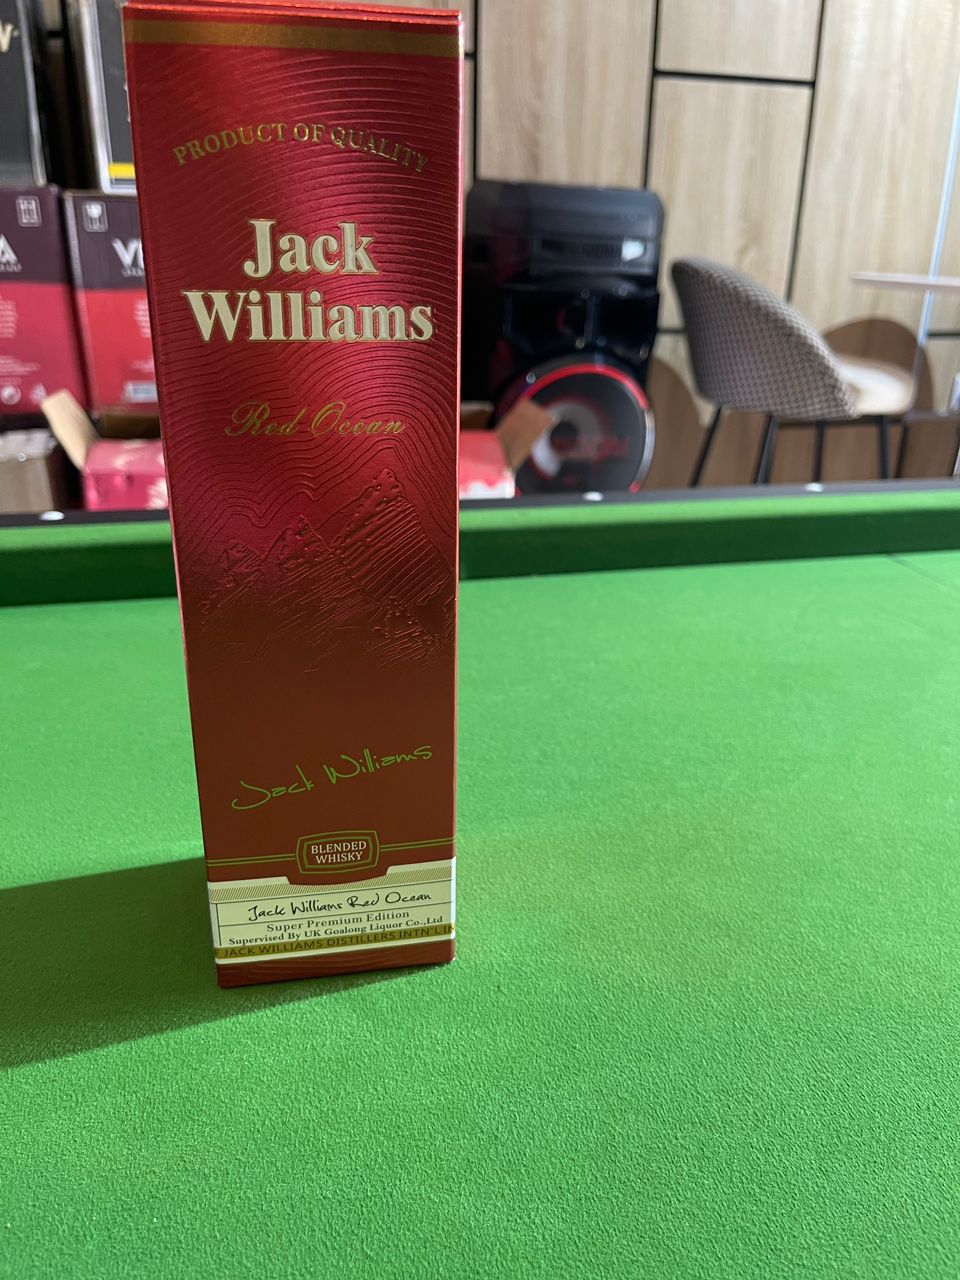 PRODUCT OF QUALITY
Jack
Williams
Red Ocean
Jack Williams
BLENDED
WHISKY
Jack Williams Red Ocean
Super Premium Edition
Supervised By UK Goalong Liquor Co.,Ltd
JACK WILLIAMS DISTILLERS INTN'L